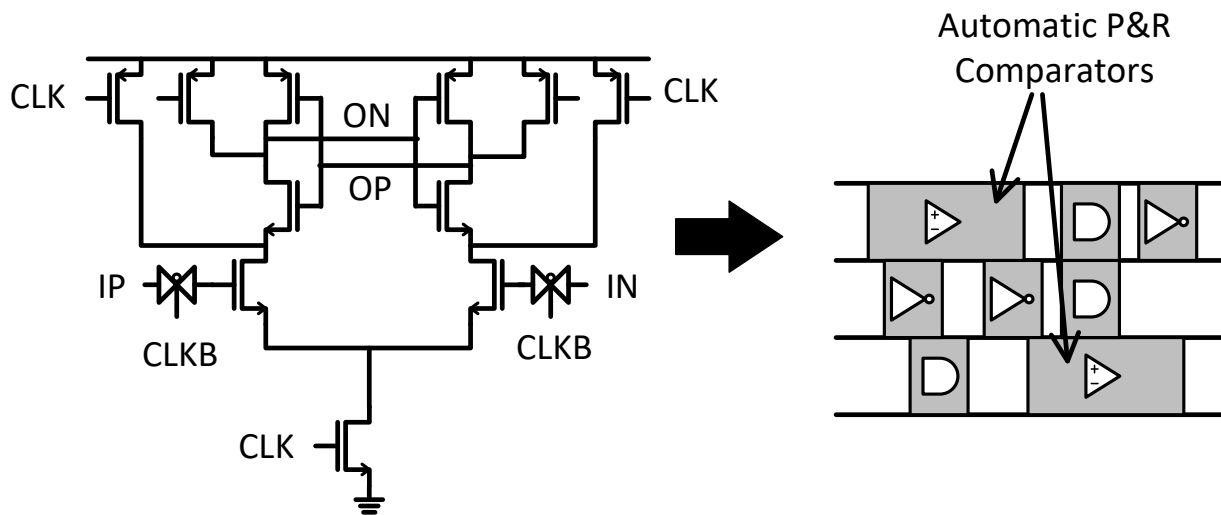 Automatic P&R
Comparators
CLK
CLK
ON
OP
IP
IN
CLKB
CLKB
CLK
+
-
+
-